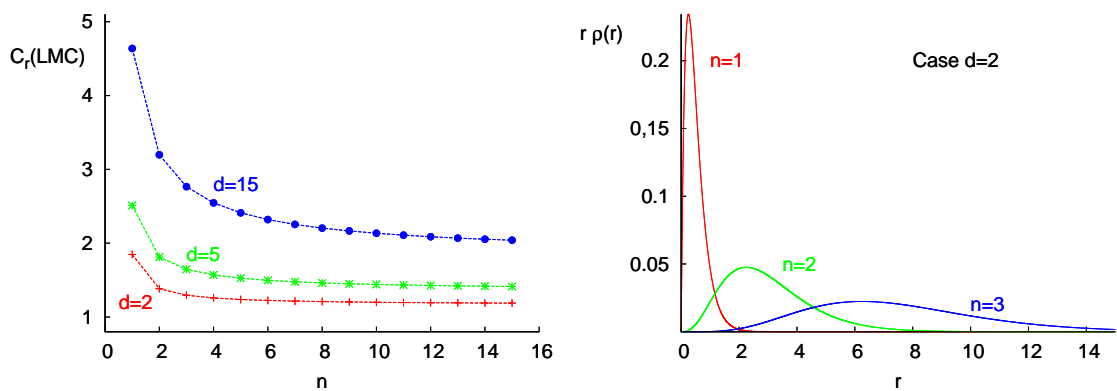 5
C_r(LMC)
4
3
d=15
2
d=5
d=2
1
0 2 4 6 8 10 12 14 16
n
r ρ(r)
0.2
n=1
Case d=2
0,15
0.1
0.05
n=2
n=3
0 2 4 6 8 10 12 14
r